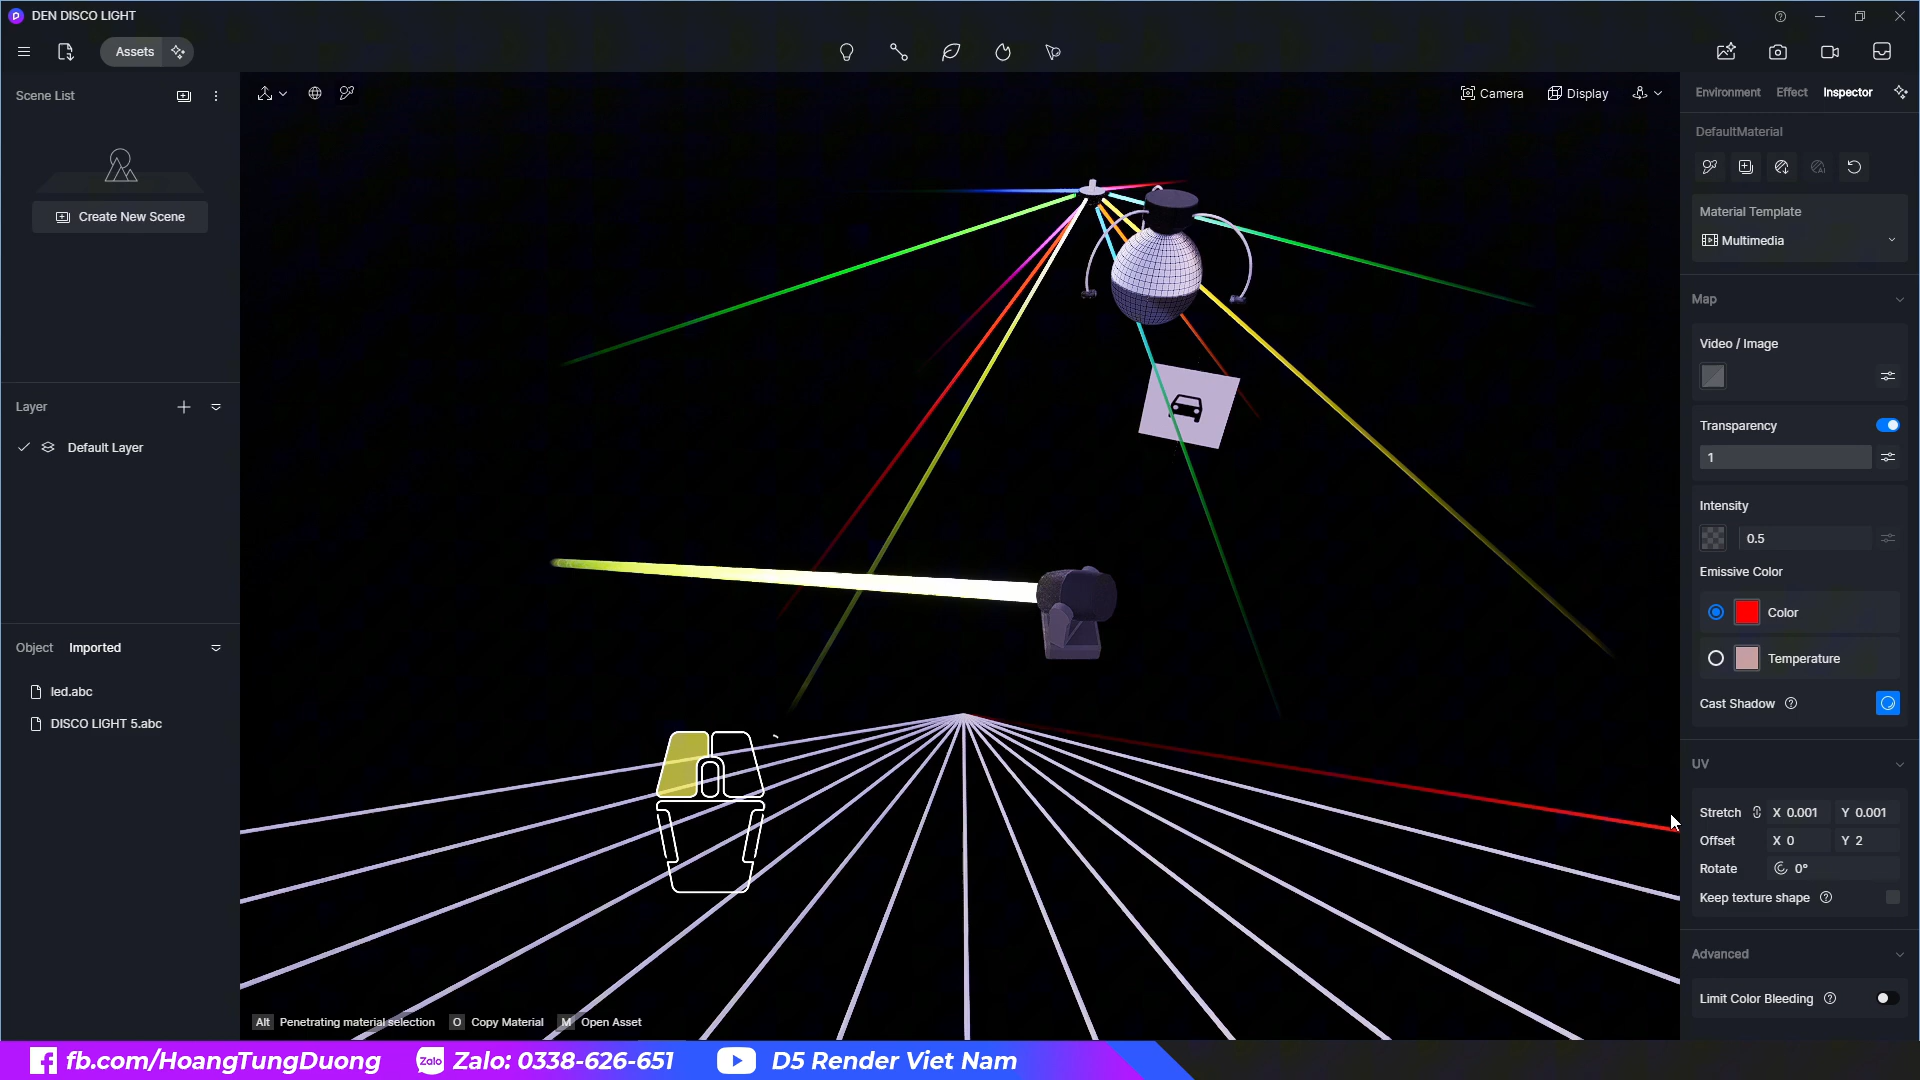 DEN DISCO LIGHT
Assets
Scene List
Create New Scene
Layer
Default Layer
Object Imported
led.abc
DISCO LIGHT 5.abc
Camera Display
Alt Penetrating material selection O Copy Material M Open Asset
Environment Effect Inspector
DefaultMaterial
Material Template
Multimedia
Map
Video / Image
Transparency
1
Intensity
0.5
Emissive Color
Color
Temperature
Cast Shadow
UV
Stretch X 0.001 Y 0.001
Offset X 0 Y 2
Rotate 0°
Keep texture shape
Advanced
Limit Color Bleeding
fb.com/HoangTungDuong Zalo Zalo: 0338-626-651 D5 Render Viet Nam